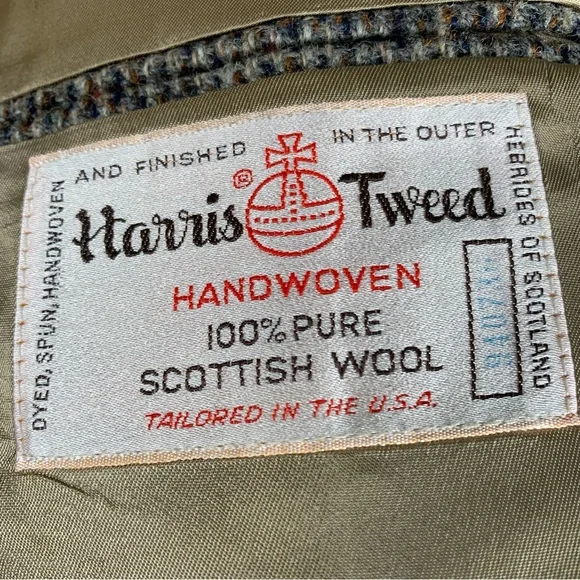 DYED, SPUN, HANDWOVEN
AND FINISHED
IN THE OUTER
HEBRIDES OF SCOTLAND
Harris ® Tweed
HANDWOVEN
100% PURE
SCOTTISH WOOL
TAILORED IN THE U.S.A.